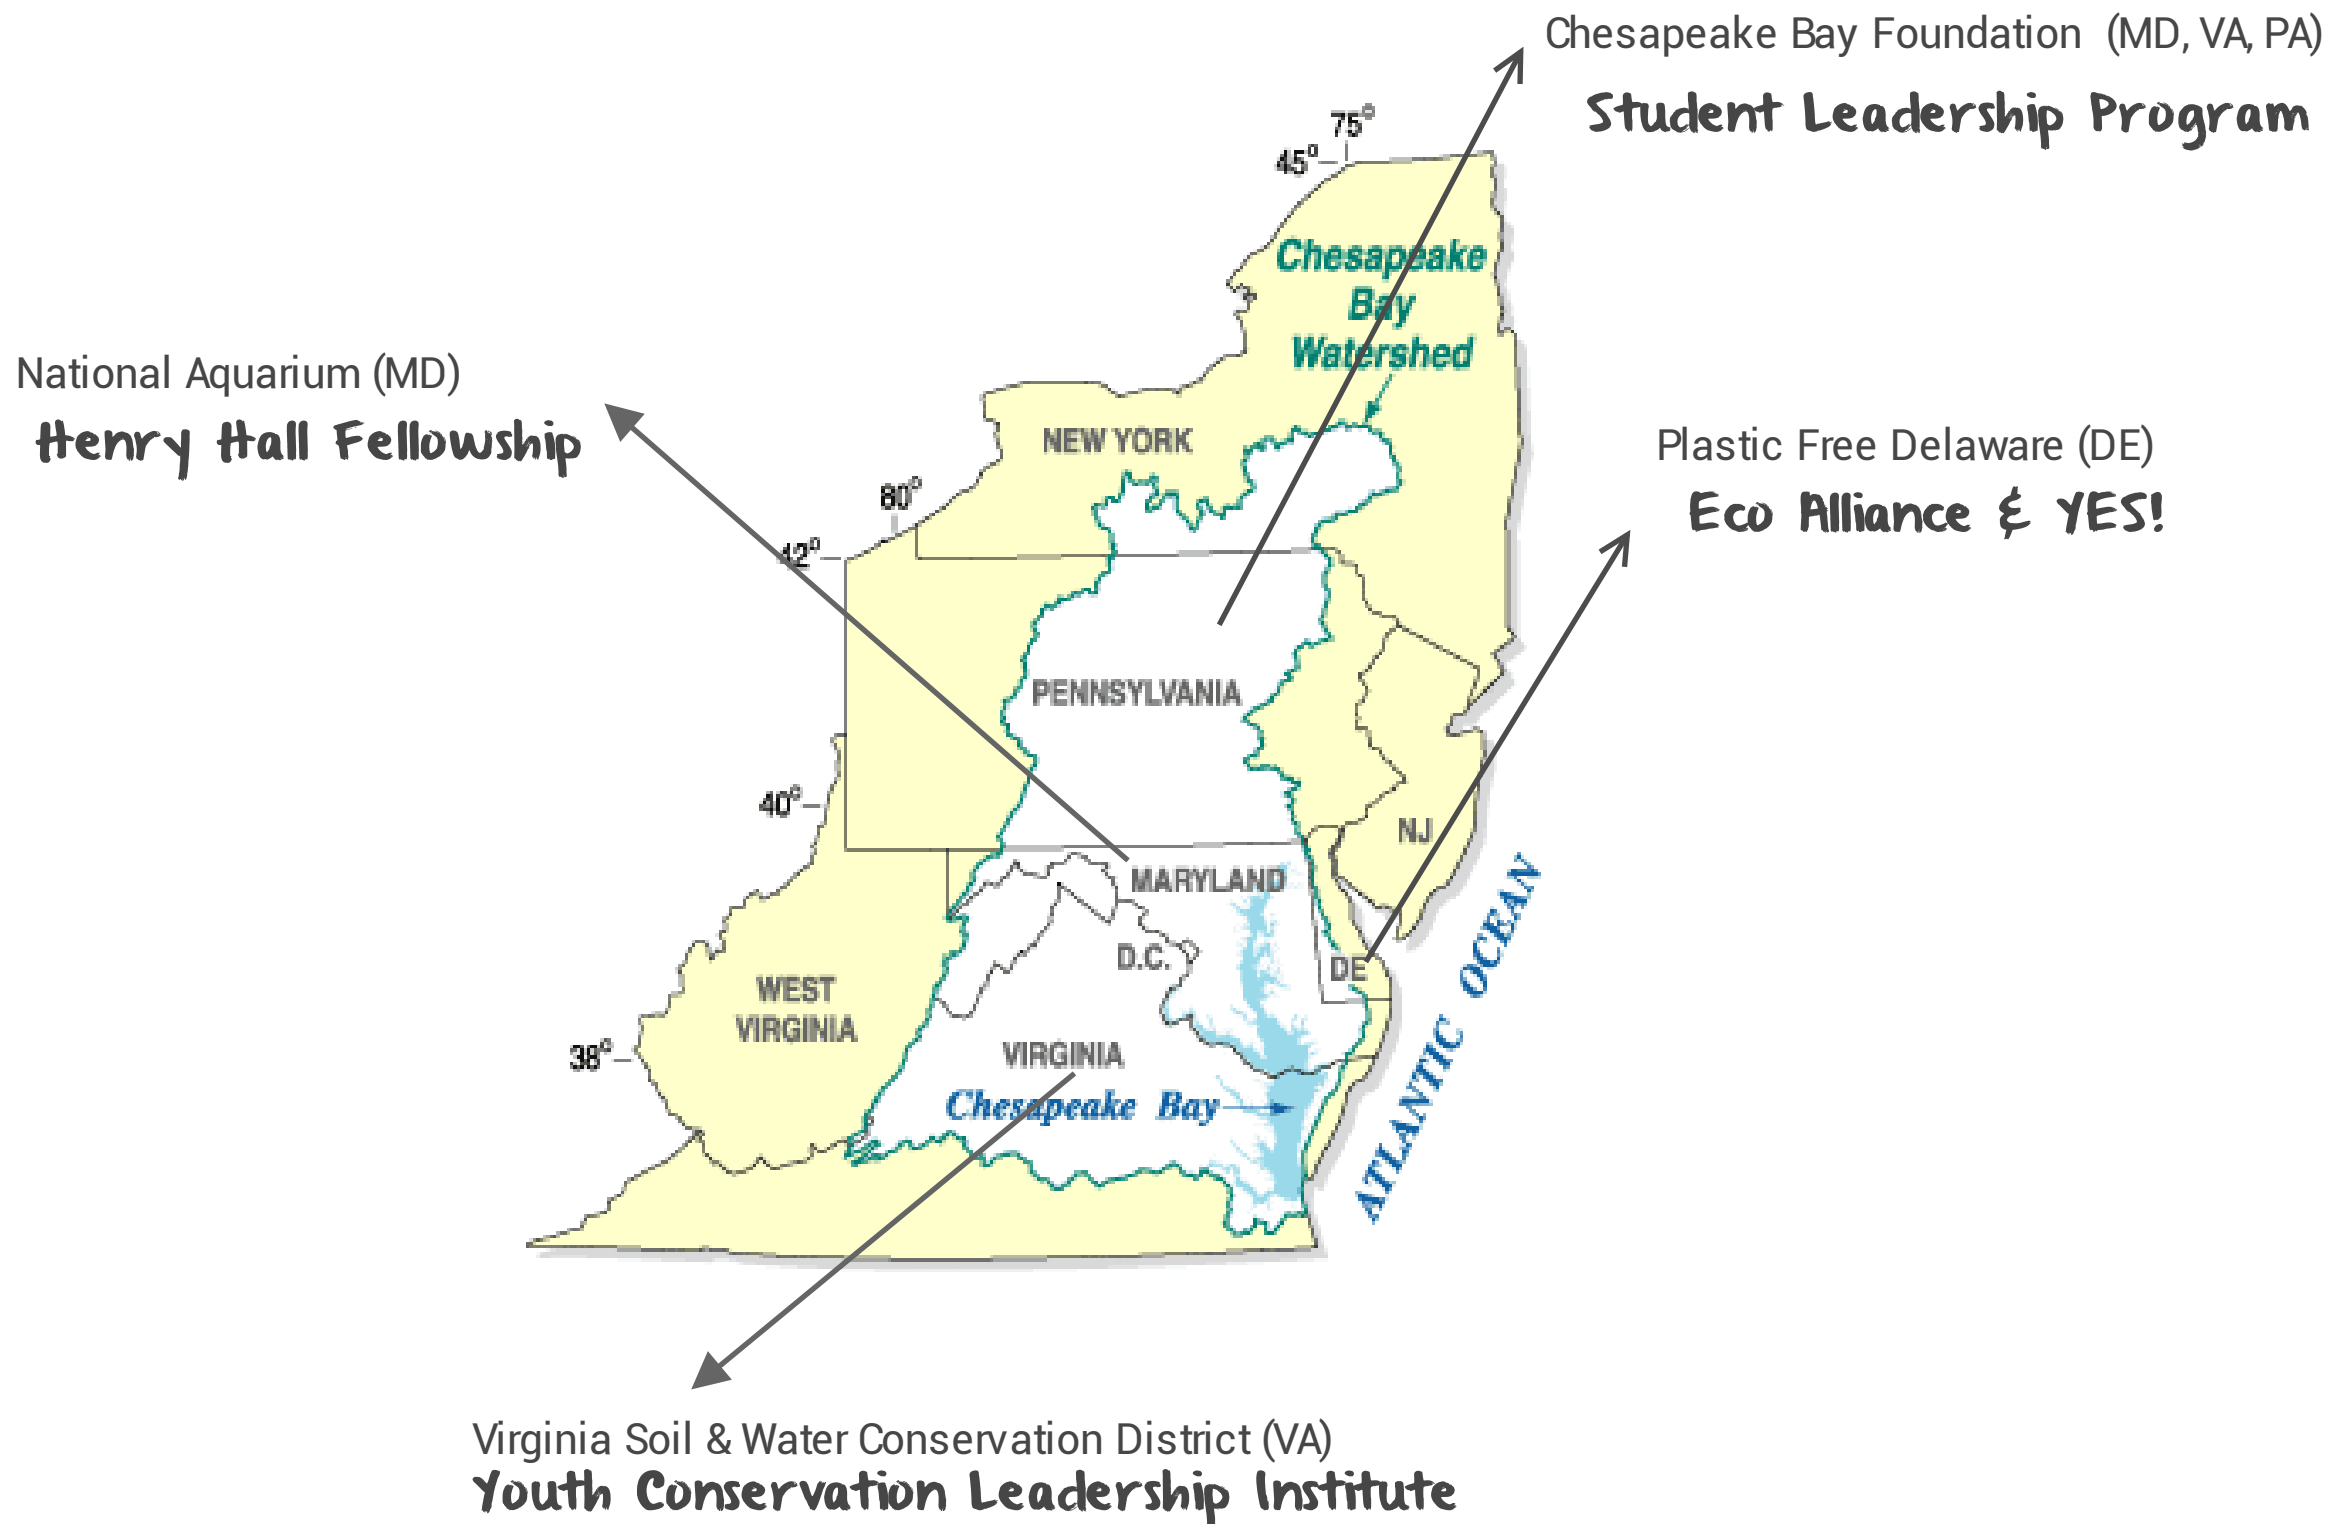 Chesapeake Bay Foundation (MD, VA, PA)
Student Leadership Program
75°
45°
Chesapeake
Bay
Watershed
National Aquarium (MD)
Henry Hall Fellowship
NEW YORK
Plastic Free Delaware (DE)
Eco Alliance & YES!
80°
42°
PENNSYLVANIA
40°
NJ
MARYLAND
D.C.
DE
ATLANTIC OCEAN
WEST
VIRGINIA
38°
VIRGINIA
Chesapeake Bay
Virginia Soil & Water Conservation District (VA)
Youth Conservation Leadership Institute